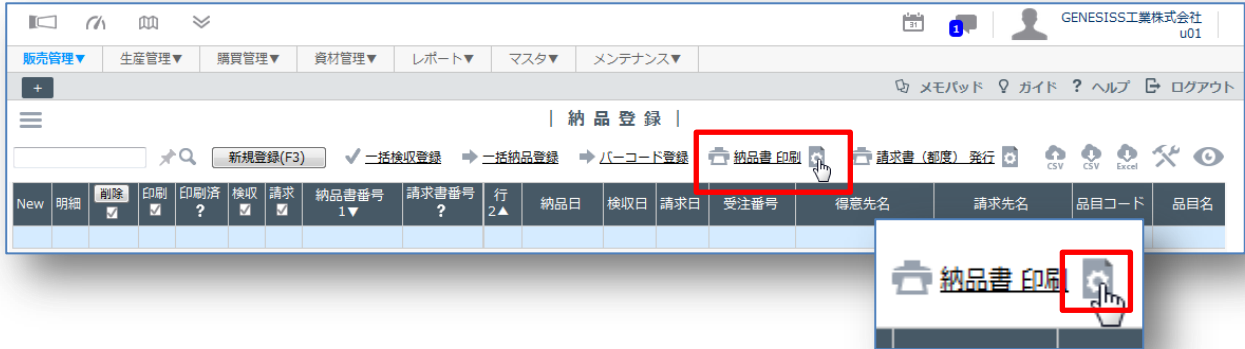 31
1
GENESISS工業株式会社
u01
販売管理▼ 生産管理▼ 購買管理▼ 資材管理▼ レポート▼ マスタ▼ メンテナンス▼
+ メモパッド ガイド ? ヘルプ ログアウト
| 納品登録 |
新規登録(F3) 一括検収登録 一括納品登録 バーコード登録 納品書 印刷 請求書（都度） 発行 CSV CSV Excel
New 明細 削除 印刷 印刷済 ? 検収 請求 納品書番号 1▼ 請求書番号 ? 行 2▲ 納品日 検収日 請求日 受注番号 得意先名 請求先名 品目コード 品目名
納品書 印刷